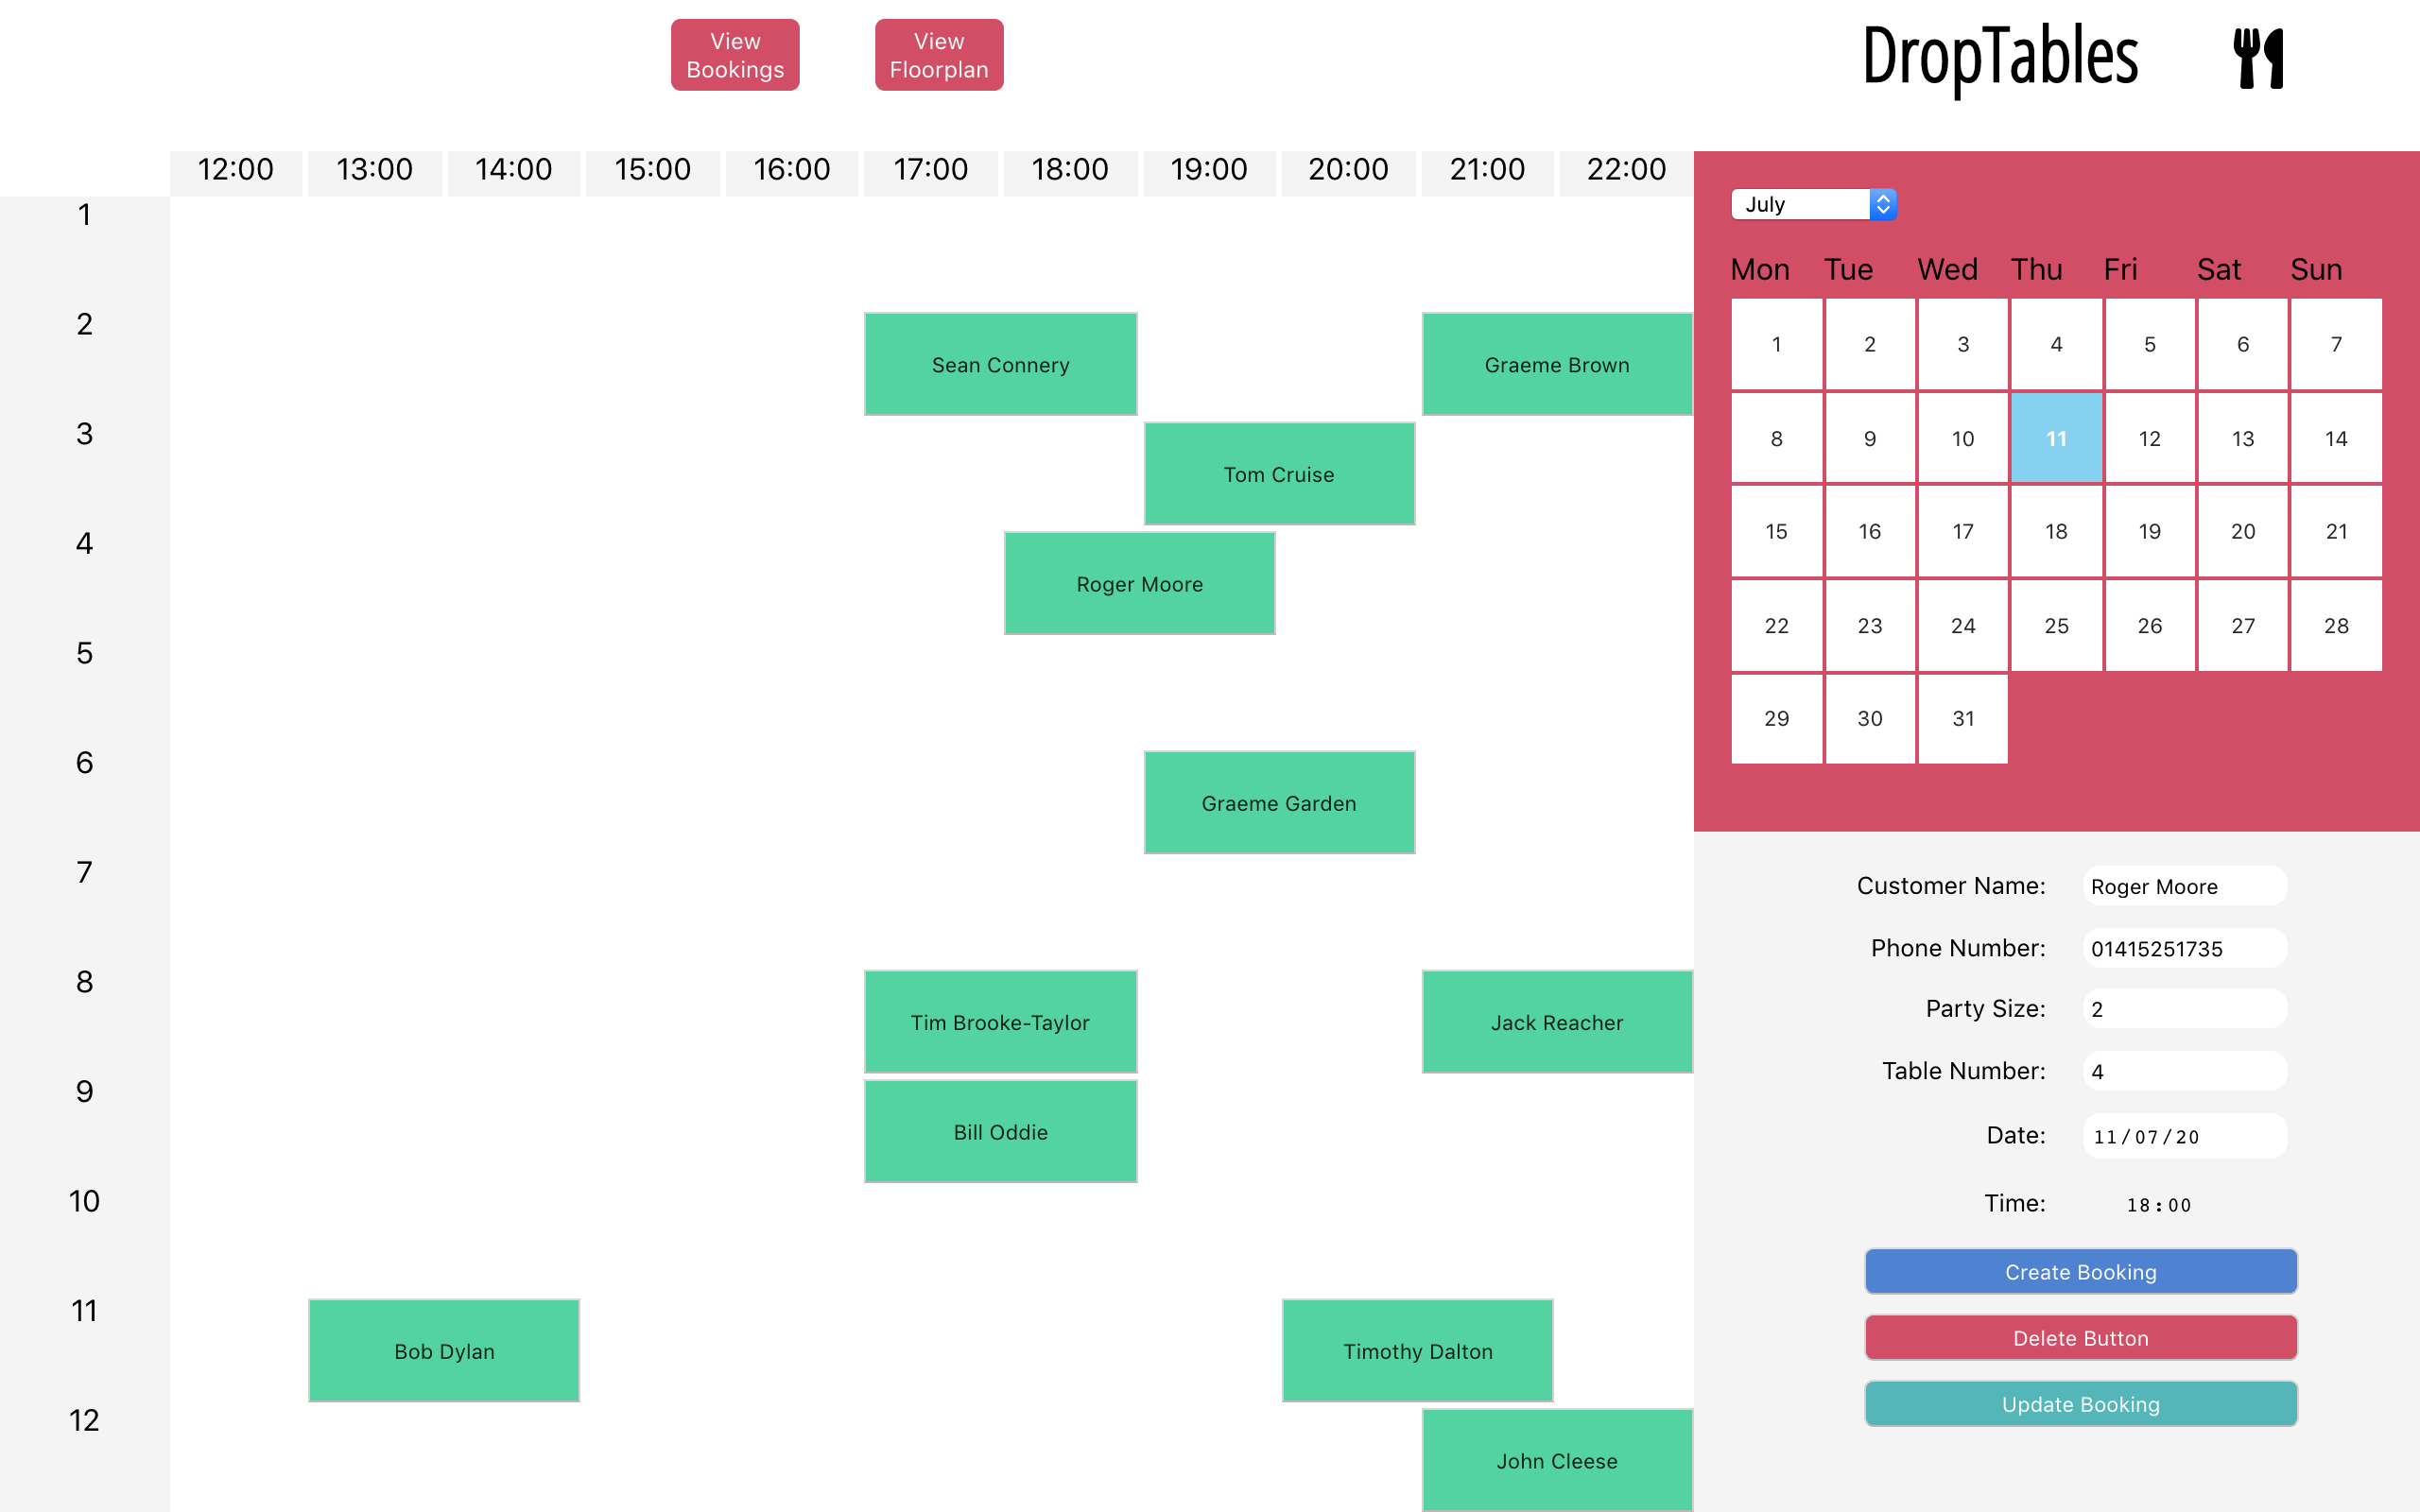 View
Bookings
View
Floorplan
DropTables
12:00 13:00 14:00 15:00 16:00 17:00 18:00 19:00 20:00 21:00 22:00
1
2
Sean Connery
Graeme Brown
3
Tom Cruise
4
Roger Moore
5
6
Graeme Garden
7
8
Tim Brooke-Taylor
Jack Reacher
9
Bill Oddie
10
11
Bob Dylan
Timothy Dalton
12
John Cleese
July
Mon Tue Wed Thu Fri Sat Sun
1 2 3 4 5 6 7
8 9 10 11 12 13 14
15 16 17 18 19 20 21
22 23 24 25 26 27 28
29 30 31
Customer Name: Roger Moore
Phone Number: 01415251735
Party Size: 2
Table Number: 4
Date: 11/07/20
Time: 18:00
Create Booking
Delete Button
Update Booking